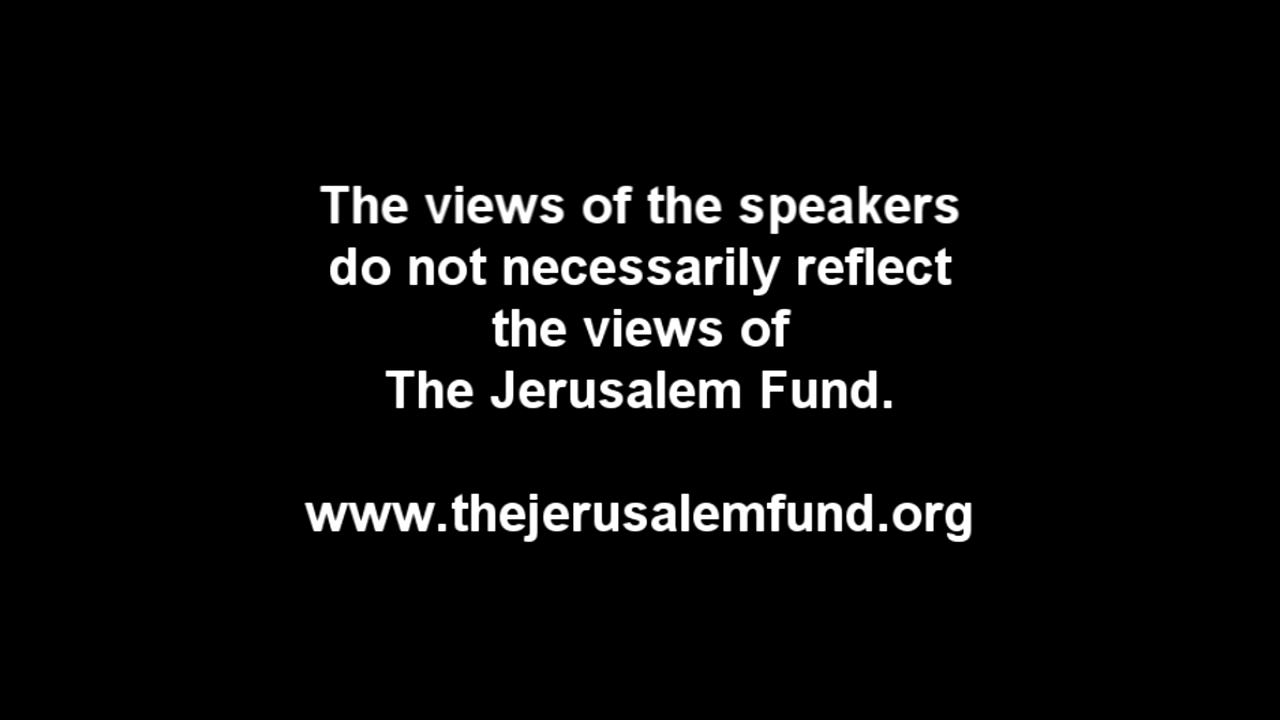 The views of the speakers
do not necessarily reflect
the views of
The Jerusalem Fund.
www.thejerusalemfund.org